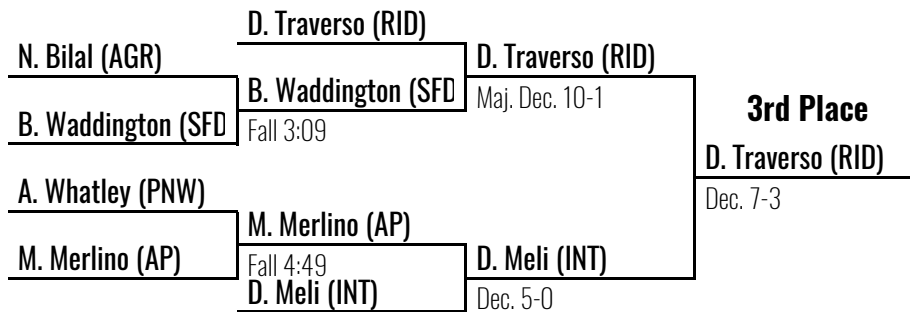 D. Traverso (RID)
N. Bilal (AGR)
D. Traverso (RID)
B. Waddington (SFD
Maj. Dec. 10-1
3rd Place
B. Waddington (SFD
Fall 3:09
D. Traverso (RID)
A. Whatley (PNW)
Dec. 7-3
M. Merlino (AP)
M. Merlino (AP)
Fall 4:49
D. Meli (INT)
D. Meli (INT)
Dec. 5-0